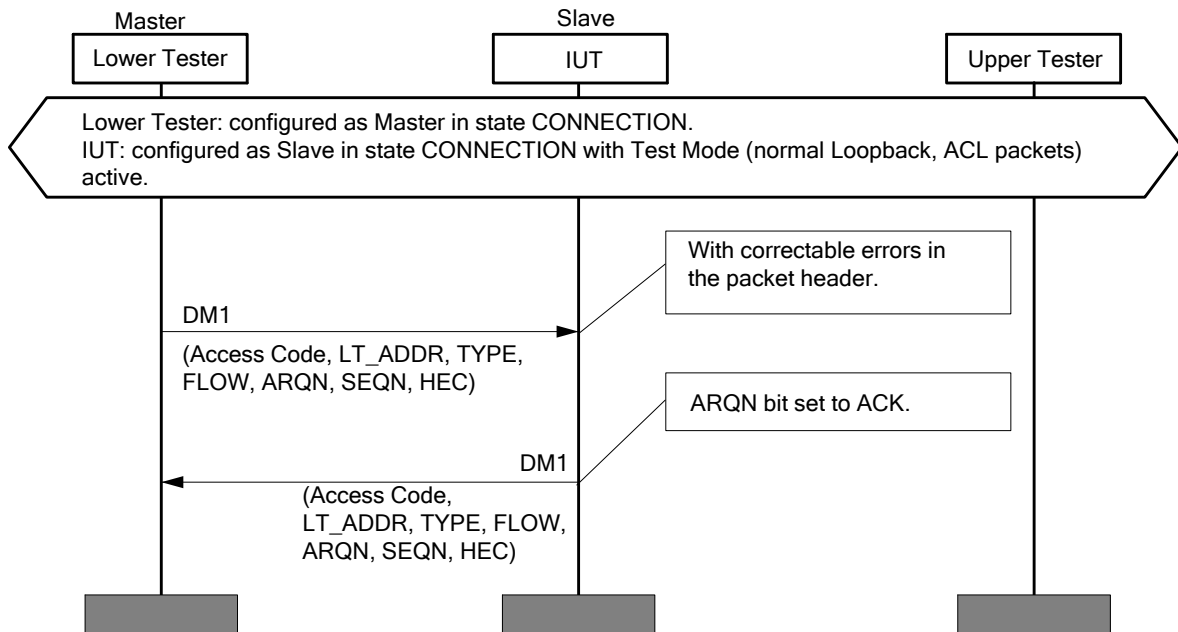 Master
Slave
Lower Tester
IUT
Upper Tester
Lower Tester: configured as Master in state CONNECTION.
IUT: configured as Slave in state CONNECTION with Test Mode (normal Loopback, ACL packets)
active.
With correctable errors in
the packet header.
DM1
(Access Code, LT_ADDR, TYPE,
FLOW, ARQN, SEQN, HEC)
ARQN bit set to ACK.
DM1
(Access Code,
LT_ADDR, TYPE, FLOW,
ARQN, SEQN, HEC)